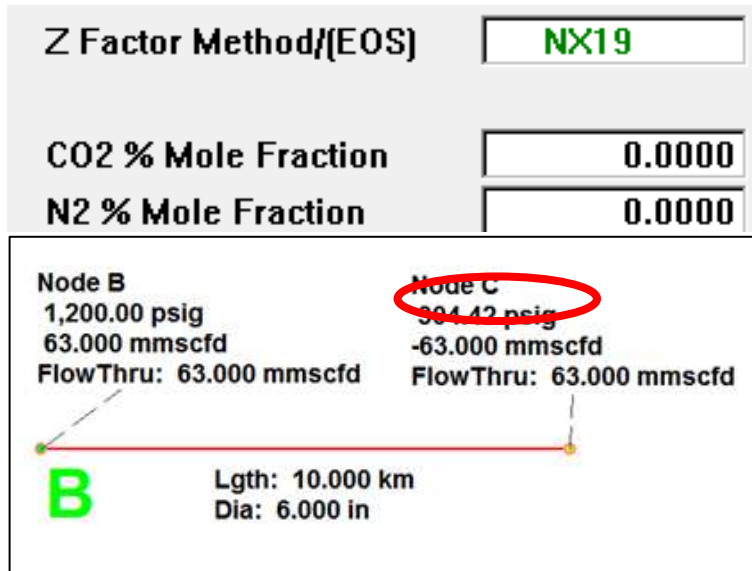 Z Factor Method/(EOS) NX19
CO2 % Mole Fraction 0.0000
N2 % Mole Fraction 0.0000
Node B
1,200.00 psig
63.000 mmscfd
FlowThru: 63.000 mmscfd
Node C
psig
-63.000 mmscfd
FlowThru: 63.000 mmscfd
B
Lgth: 10.000 km
Dia: 6.000 in